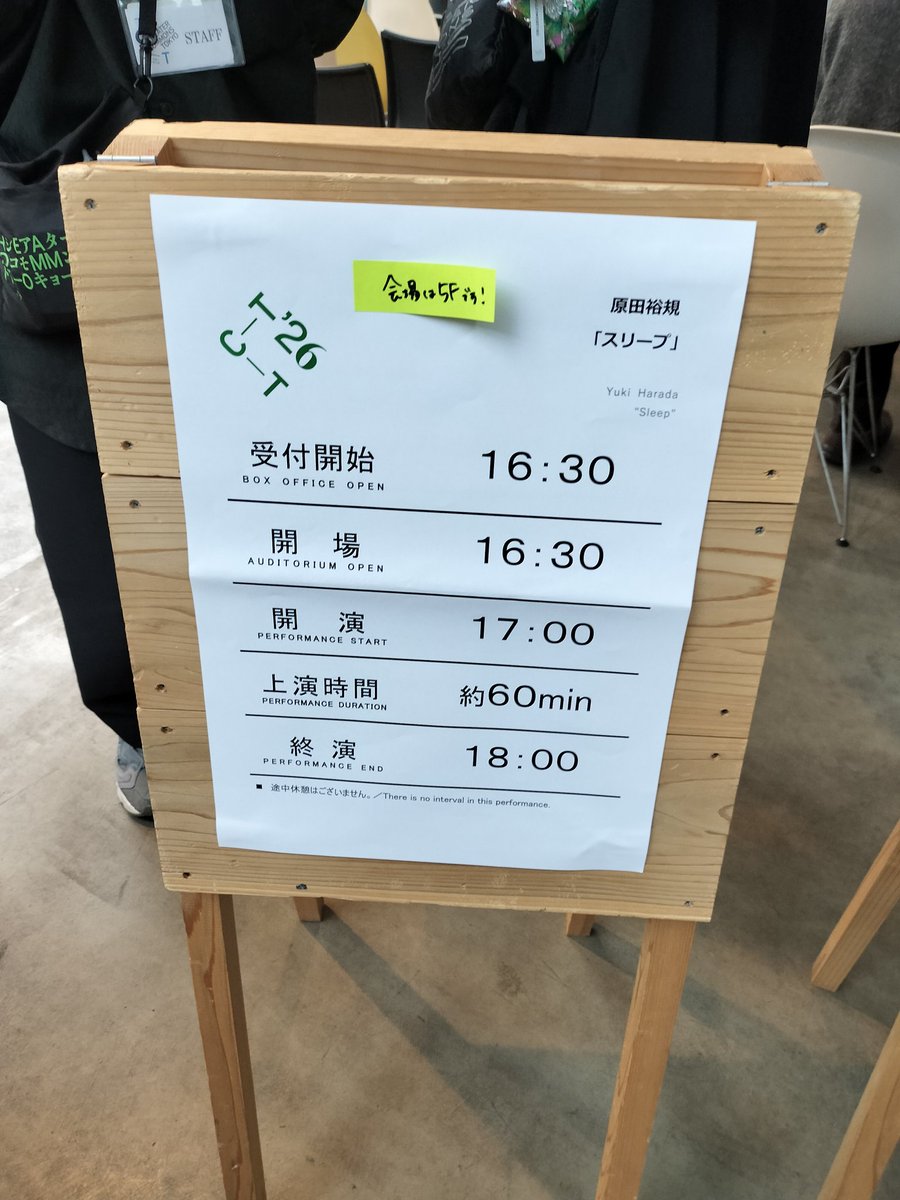 STAFF
会場は5Fです!
C–T,'26
–T
原田裕規
「スリープ」
Yuki Harada
"Sleep"
受付開始 16:30
BOX OFFICE OPEN
開 場 16:30
AUDITORIUM OPEN
開 演 17:00
PERFORMANCE START
上演時間 約60min
PERFORMANCE DURATION
終 演 18:00
PERFORMANCE END
■ 途中休憩はございません。/There is no interval in this performance.